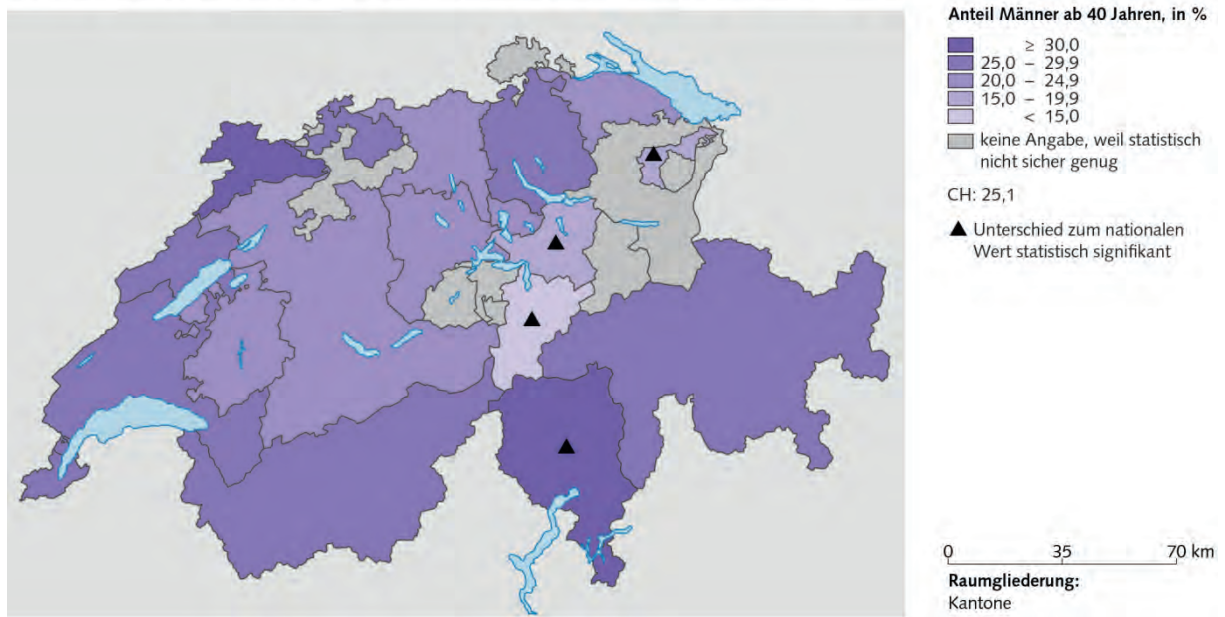 Anteil Männer ab 40 Jahren, in %
≥ 30,0
25,0 – 29,9
20,0 – 24,9
15,0 – 19,9
< 15,0
keine Angabe, weil statistisch
nicht sicher genug
CH: 25,1
Unterschied zum nationalen
Wert statistisch signifikant
0 35 70 km
Raumgliederung:
Kantone